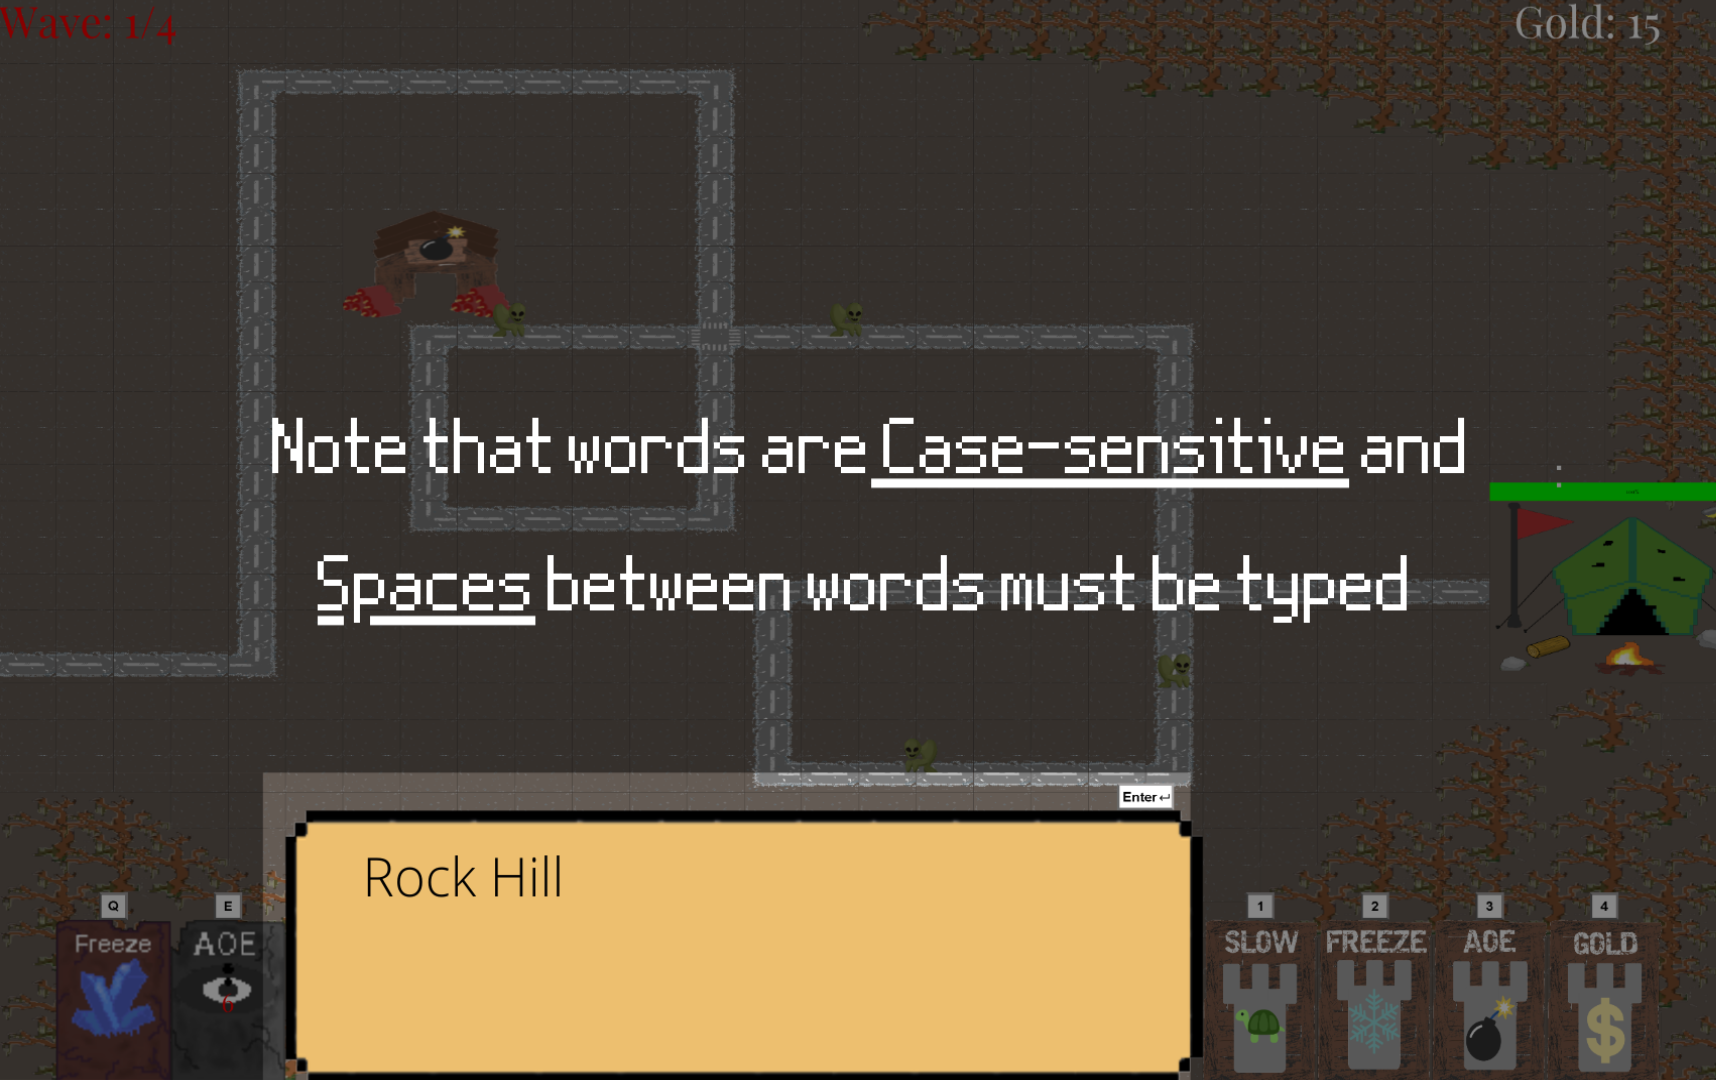 Wave: 1/4
Gold: 15
Note that words are Case-sensitive and
Spaces between words must be typed
Enter↵
Rock Hill
Q
E
Freeze
AOE
6
1
2
3
4
SLOW
FREEZE
AOE
GOLD
$